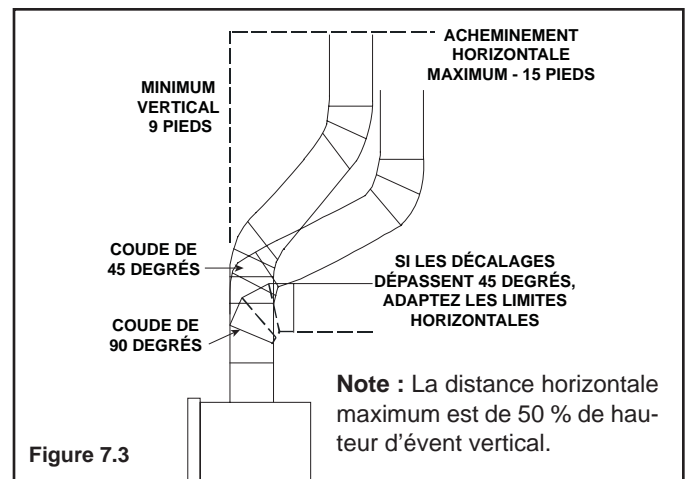 ACHEMINEMENT
HORIZONTALE
MAXIMUM - 15 PIEDS
MINIMUM
VERTICAL
9 PIEDS
COUDE DE
45 DEGRÉS
SI LES DÉCALAGES
DÉPASSENT 45 DEGRÉS,
ADAPTEZ LES LIMITES
HORIZONTALES
COUDE DE
90 DEGRÉS
Note : La distance horizontale
maximum est de 50 % de hau-
teur d'évent vertical.
Figure 7.3